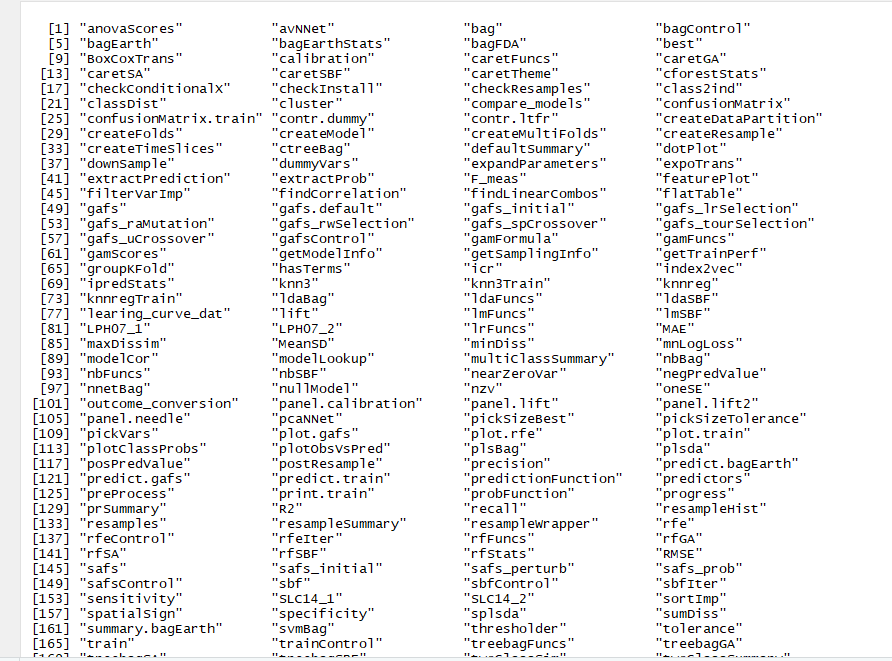 [1] "anovaScores" "avNNet" "bag" "bagControl"
[5] "bagEarth" "bagEarthStats" "bagFDA" "best"
[9] "BoxCoxTrans" "calibration" "caretFuncs" "caretGA"
[13] "caretSA" "caretSBF" "caretTheme" "cforestStats"
[17] "checkConditionalX" "checkInstall" "checkResamples" "class2ind"
[21] "classDist" "cluster" "compare_models" "confusionMatrix"
[25] "confusionMatrix.train" "contr.dummy" "contr.ltfr" "createDataPartition"
[29] "createFolds" "createModel" "createMultiFolds" "createResample"
[33] "createTimeSlices" "ctreeBag" "defaultSummary" "dotPlot"
[37] "downSample" "dummyVars" "expandParameters" "expoTrans"
[41] "extractPrediction" "extractProb" "F_meas" "featurePlot"
[45] "filterVarImp" "findCorrelation" "findLinearCombos" "flatTable"
[49] "gafs" "gafs.default" "gafs_initial" "gafs_lrSelection"
[53] "gafs_raMutation" "gafs_rwSelection" "gafs_spCrossover" "gafs_tourSelection"
[57] "gafs_uCrossover" "gafsControl" "gamFormula" "gamFuncs"
[61] "gamScores" "getModelInfo" "getSamplingInfo" "getTrainPerf"
[65] "groupKFold" "hasTerms" "icr" "index2vec"
[69] "ipredStats" "knn3" "knn3Train" "knnreg"
[73] "knnregTrain" "ldaBag" "ldaFuncs" "ldaSBF"
[77] "learing_curve_dat" "lift" "lmFuncs" "lmSBF"
[81] "LPH07_1" "LPH07_2" "lrFuncs" "MAE"
[85] "maxDissim" "MeanSD" "minDiss" "mnLogLoss"
[89] "modelCor" "modelLookup" "multiClassSummary" "nbBag"
[93] "nbFuncs" "nbSBF" "nearZeroVar" "negPredValue"
[97] "nnetBag" "nullModel" "nzv" "oneSE"
[101] "outcome_conversion" "panel.calibration" "panel.lift" "panel.lift2"
[105] "panel.needle" "pcaNNet" "pickSizeBest" "pickSizeTolerance"
[109] "pickVars" "plot.gafs" "plot.rfe" "plot.train"
[113] "plotClassProbs" "plotObsVsPred" "plsBag" "plsda"
[117] "posPredValue" "postResample" "precision" "predict.bagEarth"
[121] "predict.gafs" "predict.train" "predictionFunction" "predictors"
[125] "preProcess" "print.train" "probFunction" "progress"
[129] "prSummary" "R2" "recall" "resampleHist"
[133] "resamples" "resampleSummary" "resampleWrapper" "rfe"
[137] "rfeControl" "rfeIter" "rfFuncs" "rfGA"
[141] "rfSA" "rfSBF" "rfStats" "RMSE"
[145] "safs" "safs_initial" "safs_perturb" "safs_prob"
[149] "safsControl" "sbf" "sbfControl" "sbfIter"
[153] "sensitivity" "SLC14_1" "SLC14_2" "sortImp"
[157] "spatialSign" "specificity" "splsda" "sumDiss"
[161] "summary.bagEarth" "svmBag" "thresholder" "tolerance"
[165] "train" "trainControl" "treebagFuncs" "treebagGA"